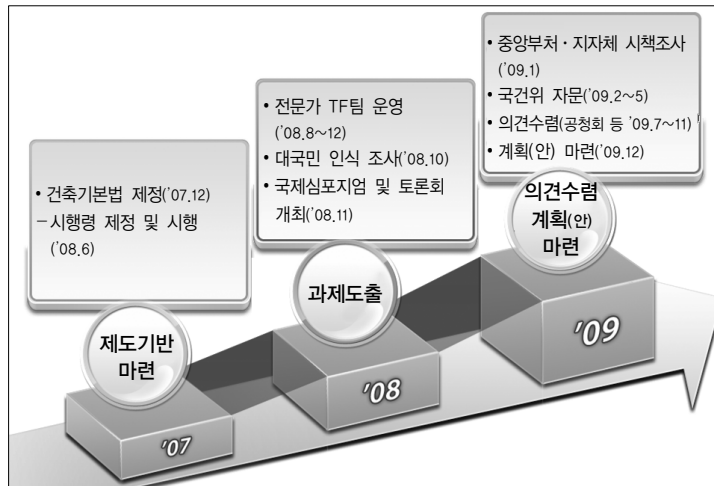 • 건축기본법 제정('07.12)
– 시행령 제정 및 시행
('08.6)
제도기반
마련
'07
• 전문가 TF팀 운영
('08.8~12)
• 대국민 인식 조사('08.10)
• 국제심포지엄 및 토론회
개최('08.11)
과제도출
'08
• 중앙부처 · 지자체 시책조사
('09.1)
• 국건위 자문('09.2~5)
• 의견수렴(공청회 등 '09.7~11)
• 계획(안) 마련('09.12)
의견수렴
계획(안)
마련
'09